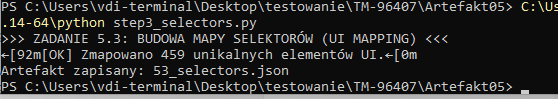 PS C:\Users\vdi-terminal\Desktop\testowanie\TM-96407\Artefakt05> C:\Us
.14-64\python step3_selectors.py
>>> ZADANIE 5.3: BUDOWA MAPY SELEKTORÓW (UI MAPPING) <<<
←[92m[OK] Zmapowano 459 unikalnych elementów UI.←[0m
Artefakt zapisany: 53_selectors.json
PS C:\Users\vdi-terminal\Desktop\testowanie\TM-96407\Artefakt05>